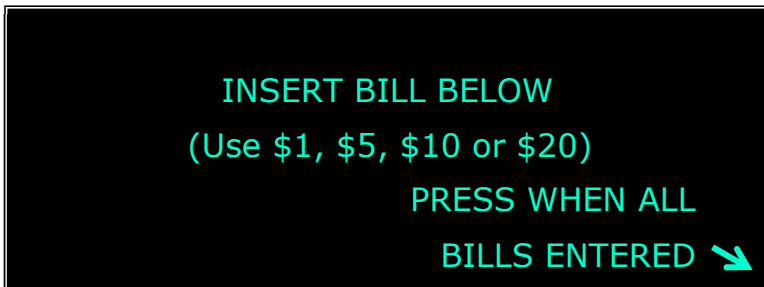 INSERT BILL BELOW
(Use $1, $5, $10 or $20)
PRESS WHEN ALL
BILLS ENTERED